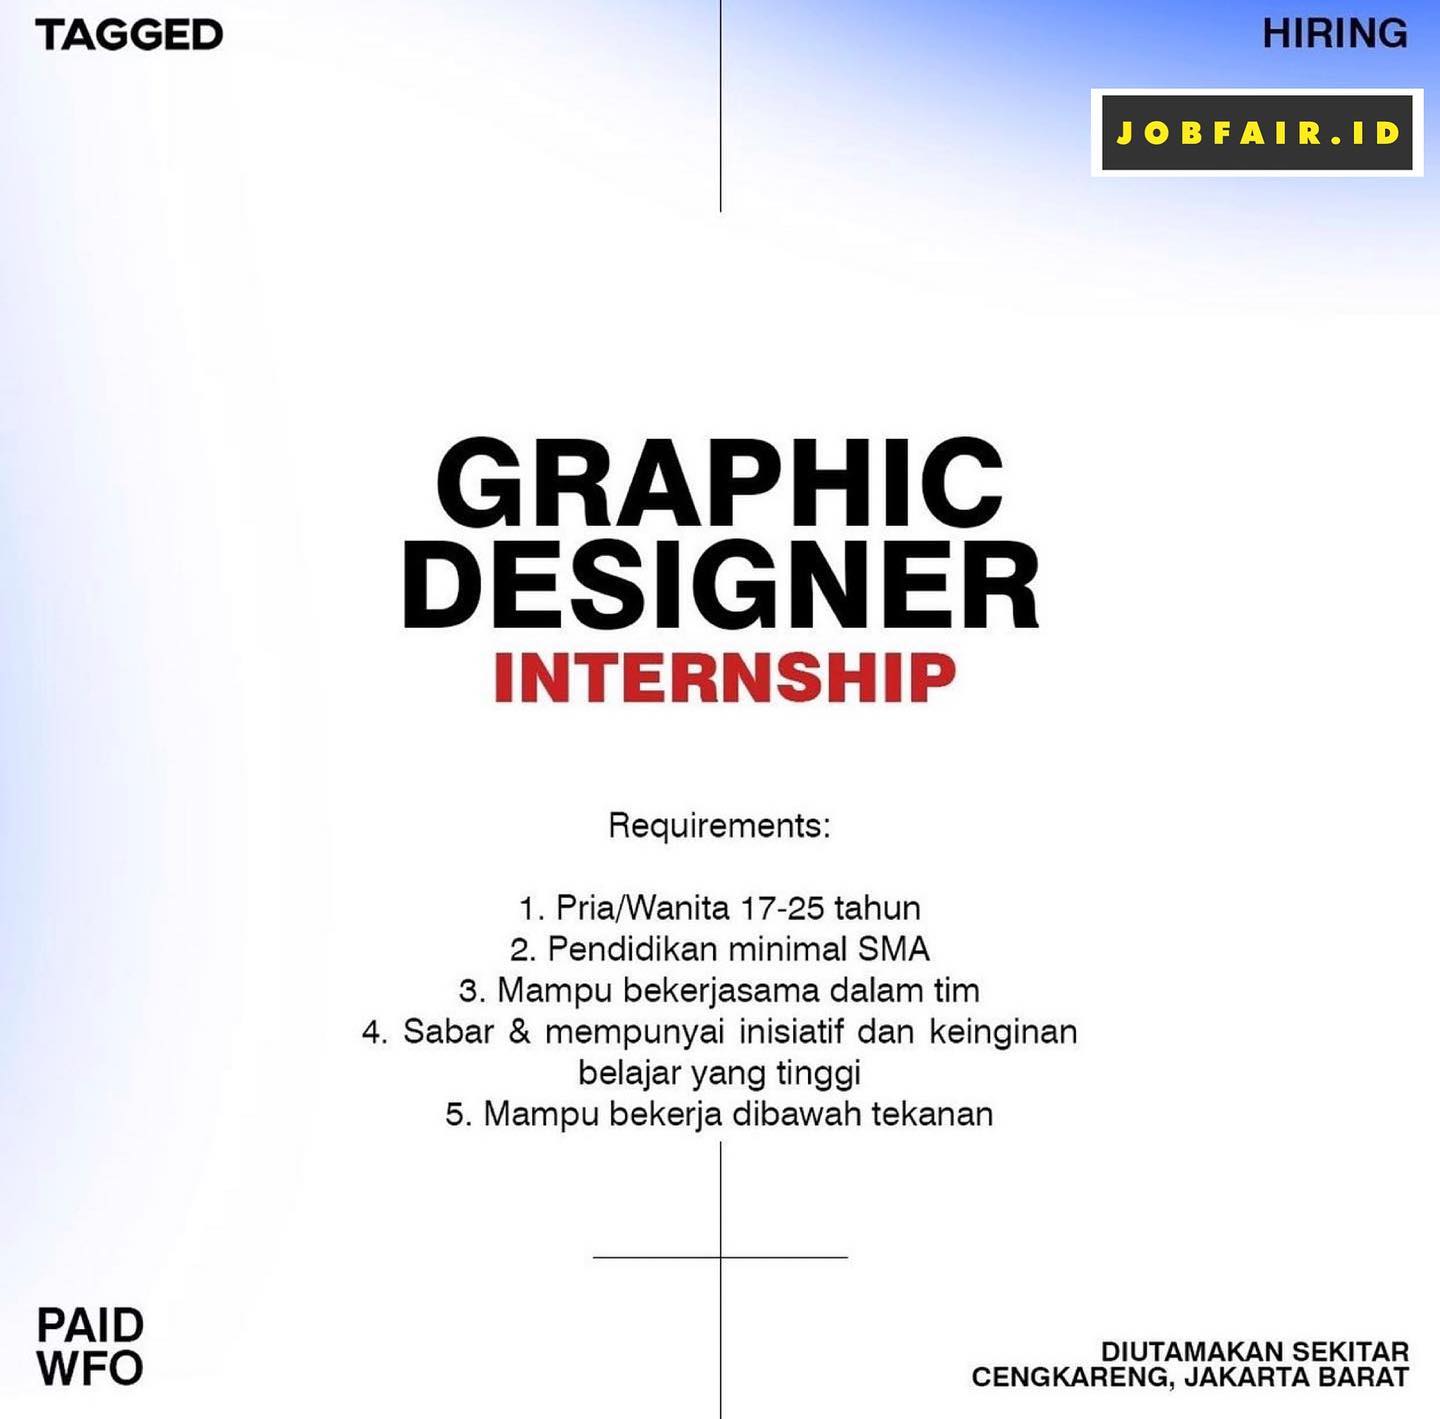 TAGGED
HIRING
JOBFAIR.ID
GRAPHIC
DESIGNER
INTERNSHIP
Requirements:
1. Pria/Wanita 17-25 tahun
2. Pendidikan minimal SMA
3. Mampu bekerjasama dalam tim
4. Sabar & mempunyai inisiatif dan keinginan
belajar yang tinggi
5. Mampu bekerja dibawah tekanan
PAID
WFO
DIUTAMAKAN SEKITAR
CENGKARENG, JAKARTA BARAT